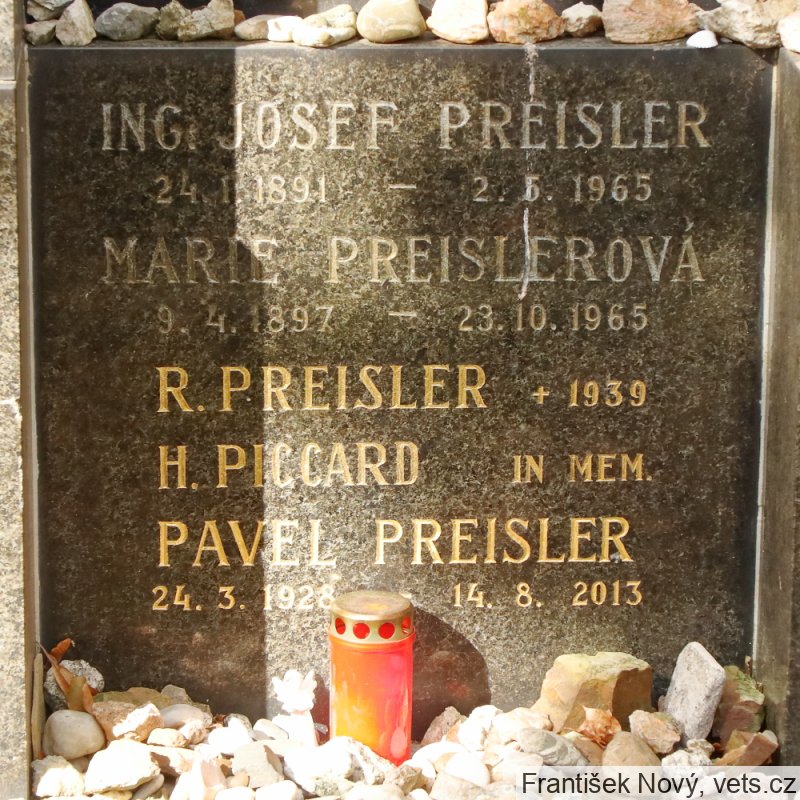 ING. JOSEF PREISLER
24. 1. 1891 — 2. 5. 1965
MARIE PREISLEROVÁ
9. 4. 1897 — 23. 10. 1965
R. PREISLER + 1939
H. PICCARD IN MEM.
PAVEL PREISLER
24. 3. 1928 - 14. 8. 2013
František Nový, vets.cz